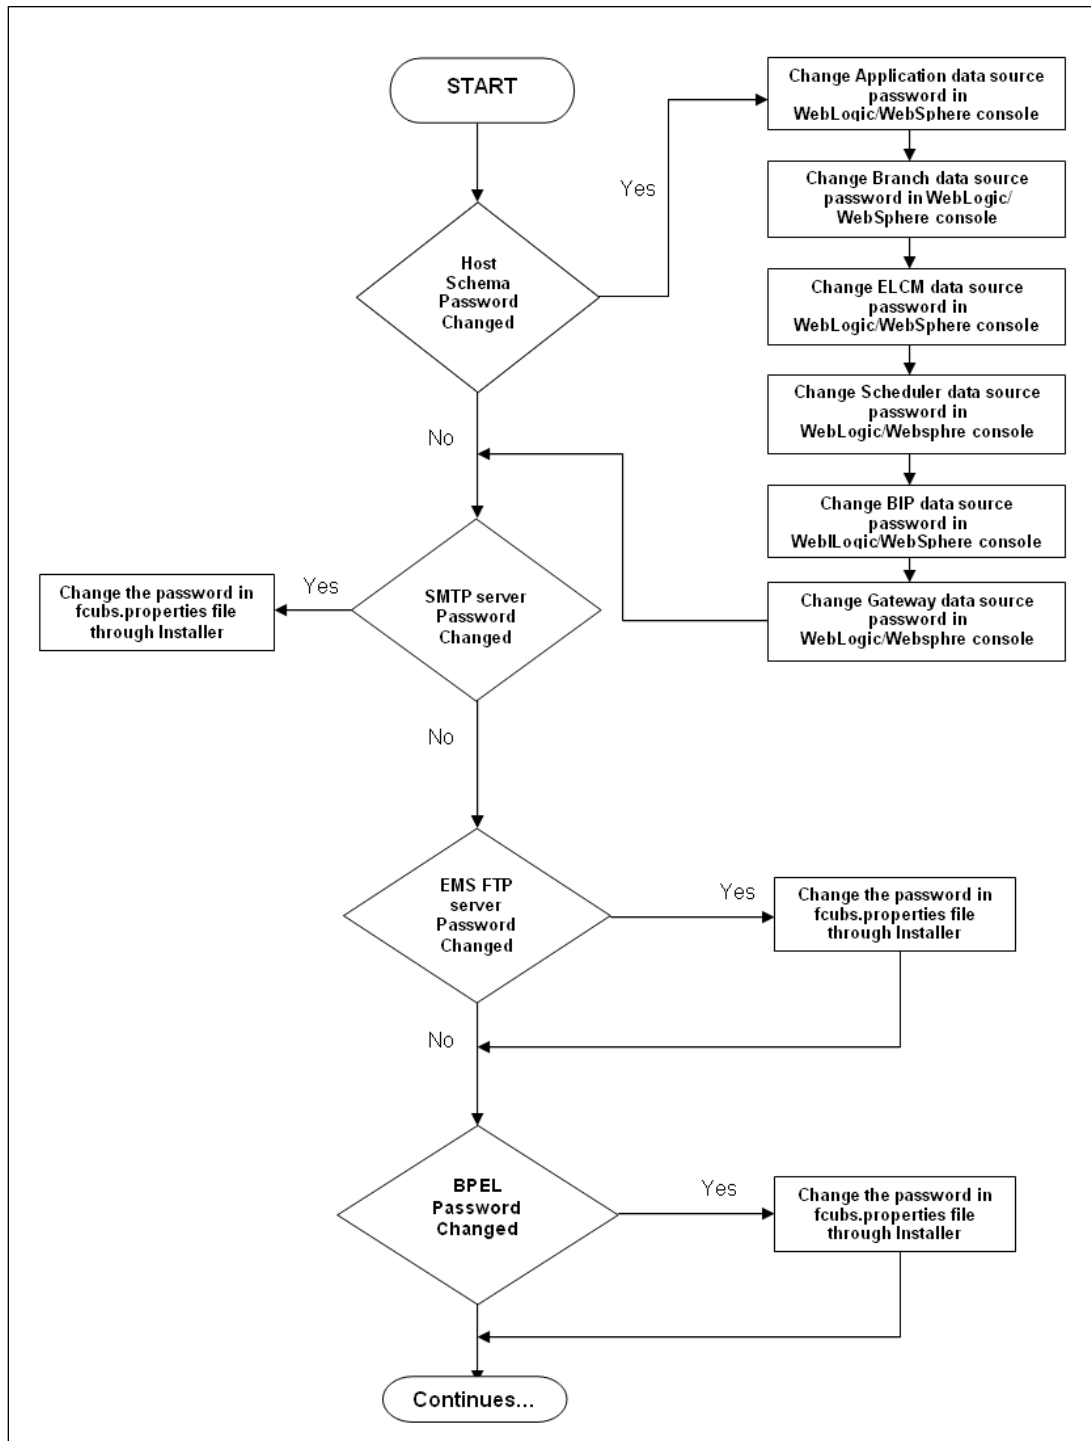 START
Change Application data source
password in
WebLogic/WebSphere console
Yes
Change Branch data source
password in WebLogic/
WebSphere console
Host
Schema
Password
Changed
Change ELCM data source
password in
WebLogic/WebSphere console
Change Scheduler data source
password in
WebLogic/Websphre console
No
Change BIP data source
password in
WeblLogic/WebSphere console
Change the password in
fcubs.properties file
through Installer
Yes
SMTP server
Password
Changed
Change Gateway data source
password in
WebLogic/Websphre console
No
EMS FTP
server
Password
Changed
Yes
Change the password in
fcubs.properties file
through Installer
No
BPEL
Password
Changed
Yes
Change the password in
fcubs.properties file
through Installer
Continues...